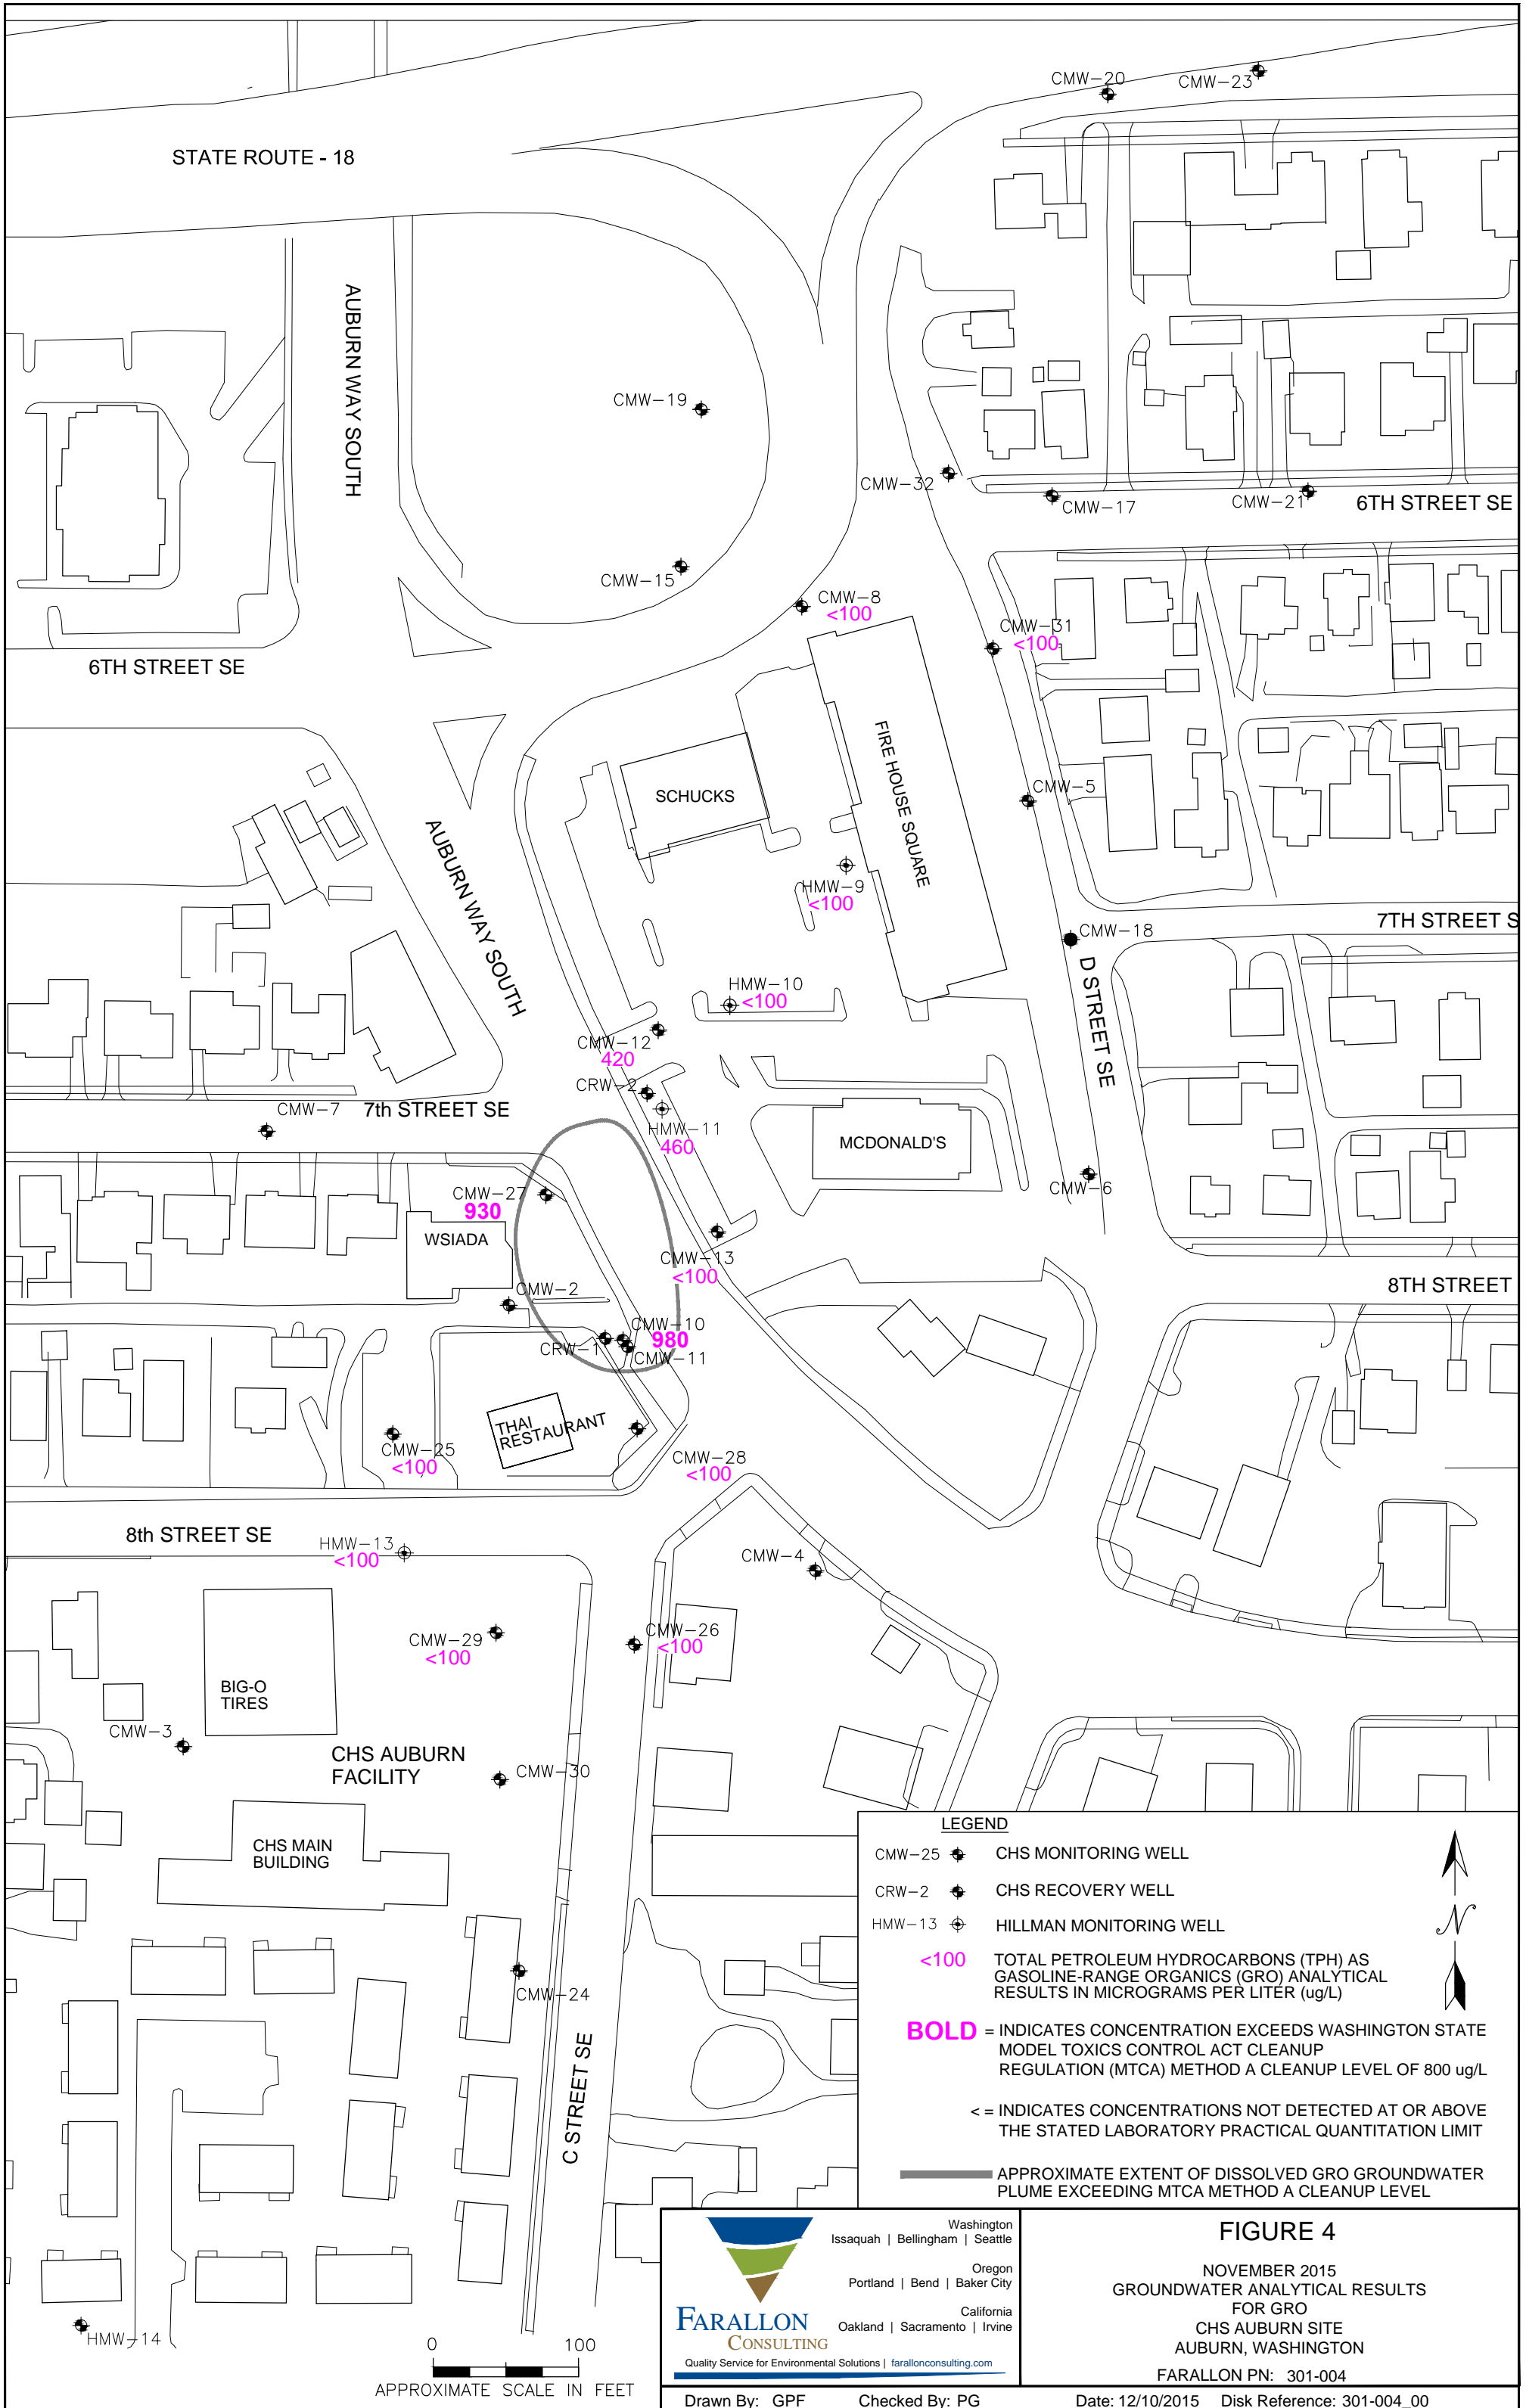 CMW-20
CMW-23
STATE ROUTE - 18
AUBURN WAY SOUTH
CMW-19
CMW-32
CMW-17
CMW-21
6TH STREET SE
CMW-15
CMW-8
<100
CMW-31
<100
6TH STREET SE
SCHUCKS
FIRE HOUSE SQUARE
CMW-5
AUBURN WAY SOUTH
HMW-9
<100
7TH STREET S
CMW-18
D STREET SE
HMW-10
<100
CMW-12
420
CRW-2
CMW-7
7th STREET SE
HMW-11
460
MCDONALD'S
CMW-6
CMW-27
930
WSIADA
CMW-13
<100
8TH STREET
CMW-2
CMW-10
980
CRW-1
CMW-11
THAI
RESTAURANT
CMW-25
<100
CMW-28
<100
8th STREET SE
HMW-13
<100
CMW-4
CMW-29
<100
CMW-26
<100
BIG-O
TIRES
CMW-3
CHS AUBURN
FACILITY
CMW-30
CHS MAIN
BUILDING
CMW-24
C STREET SE
HMW-14
0 100
APPROXIMATE SCALE IN FEET
LEGEND
CMW-25 CHS MONITORING WELL
CRW-2 CHS RECOVERY WELL
HMW-13 HILLMAN MONITORING WELL
N
<100 TOTAL PETROLEUM HYDROCARBONS (TPH) AS
GASOLINE-RANGE ORGANICS (GRO) ANALYTICAL
RESULTS IN MICROGRAMS PER LITER (ug/L)
BOLD = INDICATES CONCENTRATION EXCEEDS WASHINGTON STATE
MODEL TOXICS CONTROL ACT CLEANUP
REGULATION (MTCA) METHOD A CLEANUP LEVEL OF 800 ug/L
< = INDICATES CONCENTRATIONS NOT DETECTED AT OR ABOVE
THE STATED LABORATORY PRACTICAL QUANTITATION LIMIT
APPROXIMATE EXTENT OF DISSOLVED GRO GROUNDWATER
PLUME EXCEEDING MTCA METHOD A CLEANUP LEVEL
Washington
Issaquah | Bellingham | Seattle
Oregon
Portland | Bend | Baker City
California
Oakland | Sacramento | Irvine
FARALLON
CONSULTING
Quality Service for Environmental Solutions | farallonconsulting.com
FIGURE 4
NOVEMBER 2015
GROUNDWATER ANALYTICAL RESULTS
FOR GRO
CHS AUBURN SITE
AUBURN, WASHINGTON
FARALLON PN: 301-004
Drawn By: GPF Checked By: PG Date: 12/10/2015 Disk Reference: 301-004_00